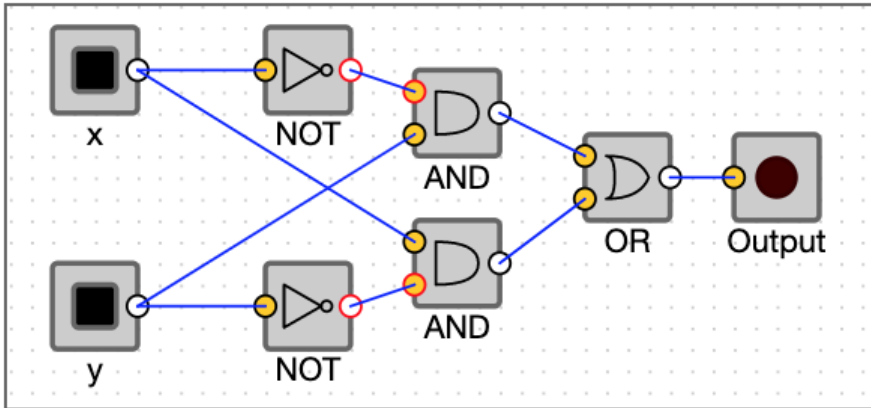 x
NOT
AND
OR
Output
y
NOT
AND